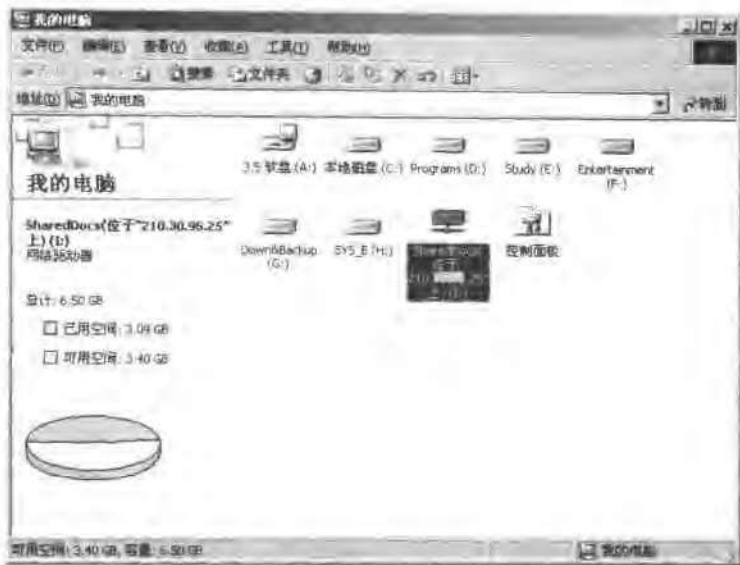 我的电脑
文件(F) 编辑(E) 查看(V) 收藏(A) 工具(T) 帮助(H)
搜索 文件夹
地址(D) 我的电脑 转到
3.5 软盘 (A:) 本地磁盘 (C:) Programs (D:) Study (E:) Entertainment (F:)
我的电脑
SharedDocs(位于"210.30.96.25"
上) (I:)
网络驱动器
Down&Backup (G:) SYS_B (H:) 控制面板
总计: 6.50 GB
已用空间: 3.09 GB
可用空间: 3.40 GB
可用空间: 3.40 GB, 容量: 6.50 GB 我的电脑